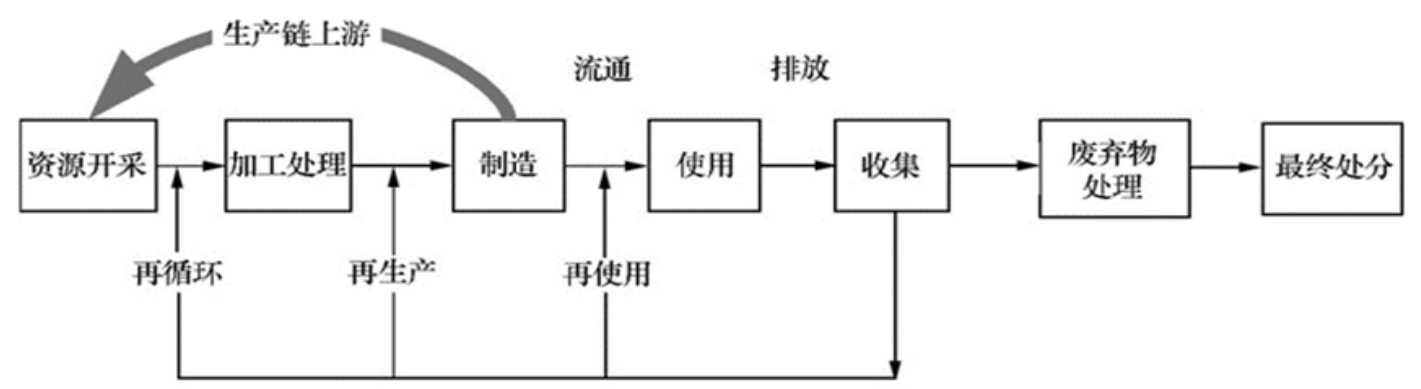 生产链上游
流通
排放
资源开采
加工处理
制造
使用
收集
废弃物
处理
最终处分
再循环
再生产
再使用